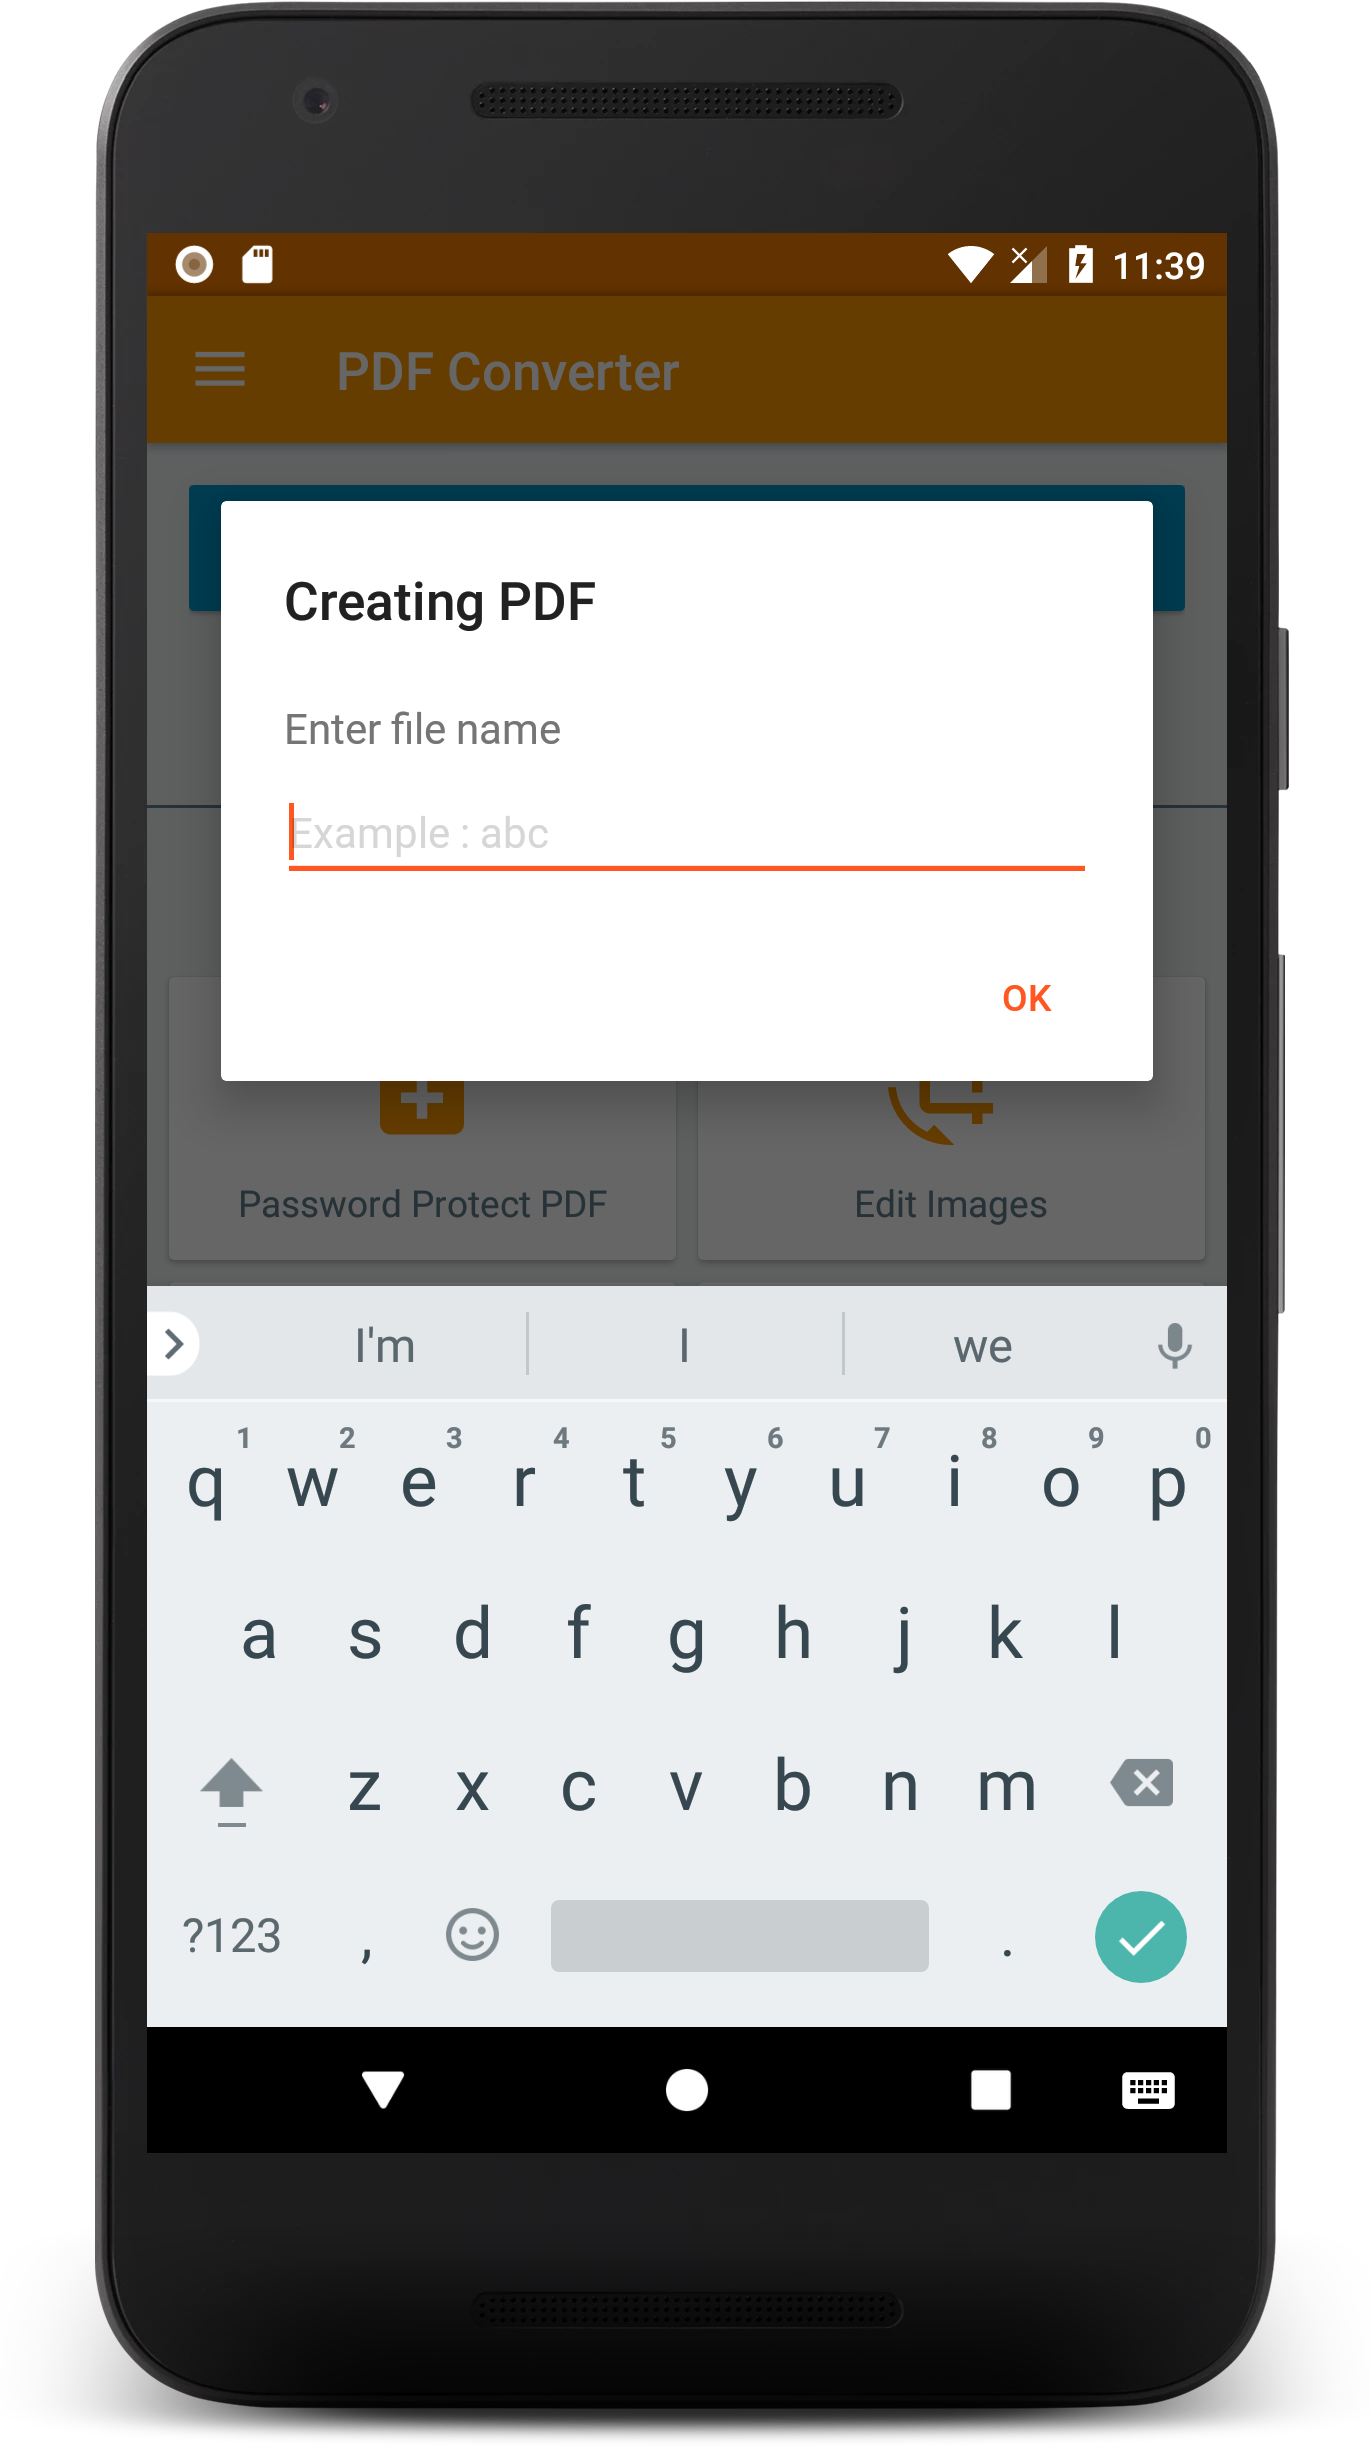 11:39
PDF Converter
Creating PDF
Enter file name
Example : abc
OK
Password Protect PDF Edit Images
I'm I we
1 2 3 4 5 6 7 8 9 0
q w e r t y u i o p
a s d f g h j k l
z x c v b n m
?123 , .